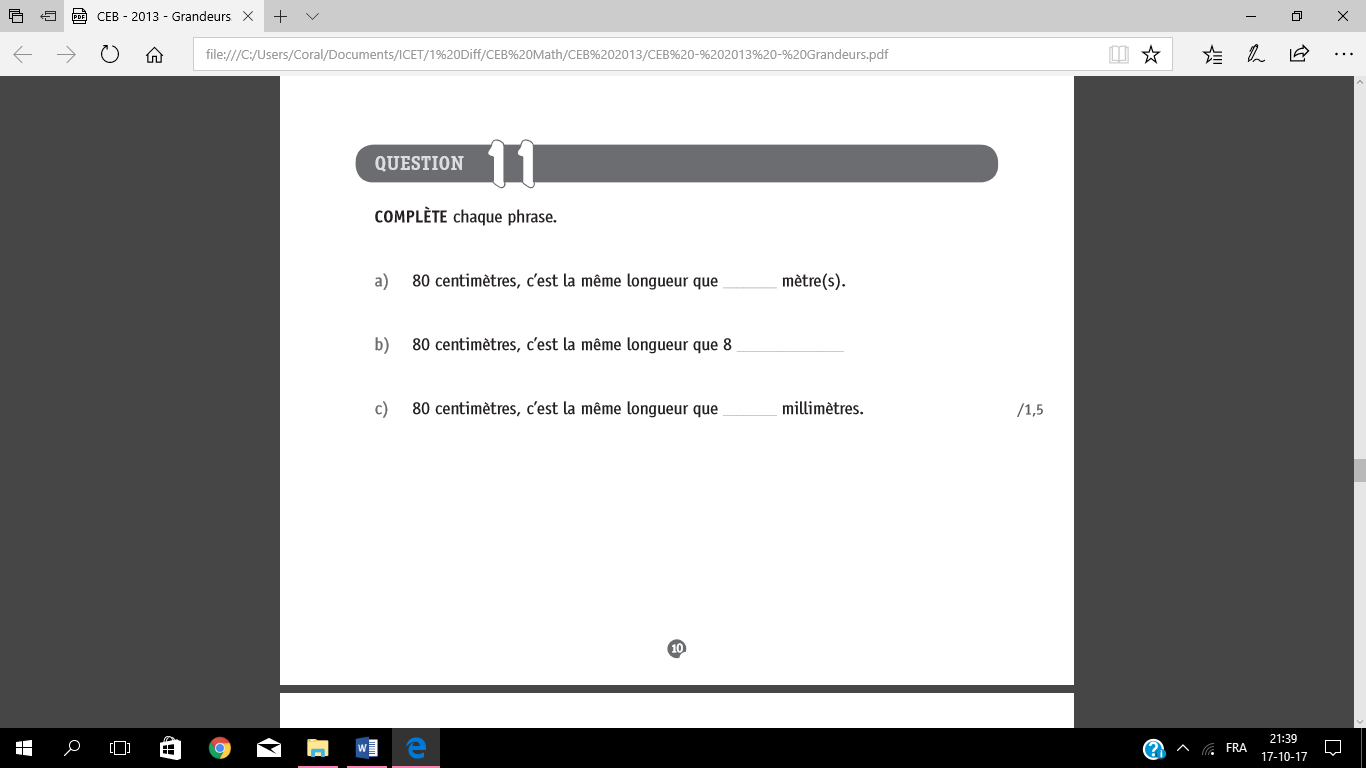 CEB - 2013 - Grandeurs
file:///C:/Users/Coral/Documents/ICET/1%20Diff/CEB%20Math/CEB%202013/CEB%20-%202013%20-%20Grandeurs.pdf
QUESTION 11
COMPLÈTE chaque phrase.
a) 80 centimètres, c’est la même longueur que ______ mètre(s).
b) 80 centimètres, c’est la même longueur que 8 ____________
c) 80 centimètres, c’est la même longueur que ______ millimètres. /1,5
10
FRA
21:39
17-10-17